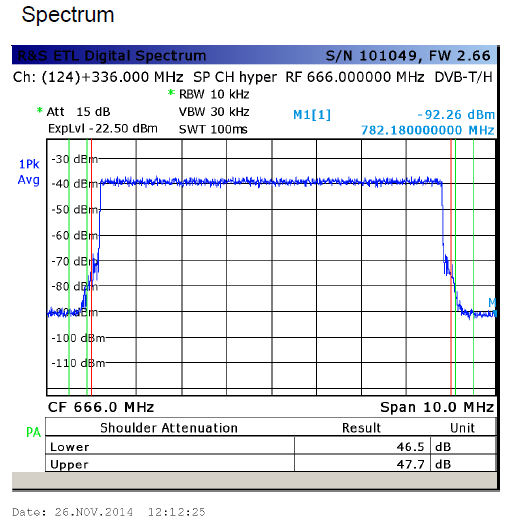 Spectrum
R&S ETL Digital Spectrum S/N 101049, FW 2.66
Ch: (124)+336.000 MHz SP CH hyper RF 666.000000 MHz DVB-T/H
* RBW 10 kHz
* Att 15 dB VBW 30 kHz M1[1] -92.26 dBm
ExpLvl -22.50 dBm SWT 100ms 782.180000000 MHz
1Pk
Avg
-30 dBm
-40 dBm
-50 dBm
-60 dBm
-70 dBm
-80 dBm
-90 dBm
M
-100 dBm
-110 dBm
CF 666.0 MHz Span 10.0 MHz
PA
Shoulder Attenuation Result Unit
Lower 46.5 dB
Upper 47.7 dB
Date: 26.NOV.2014 12:12:25